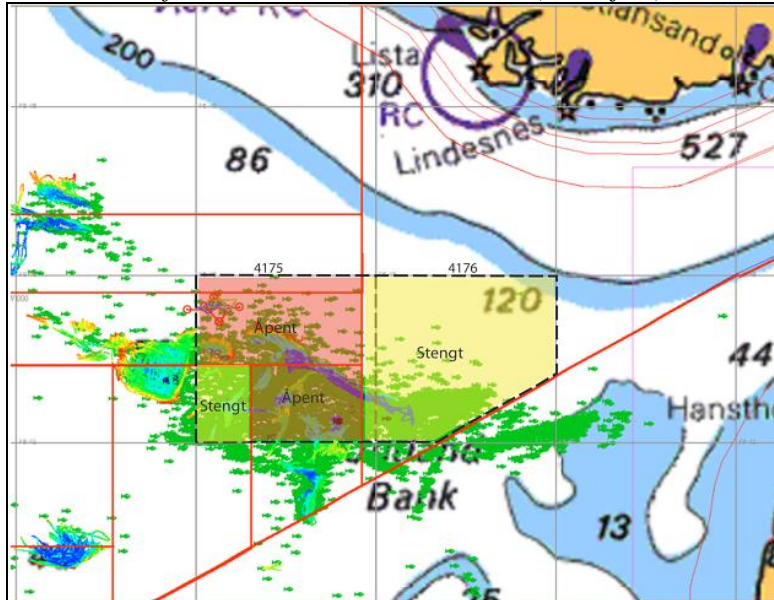 200
Lista
310
RC
Lindesnes
527
86
4175
4176
120
Åpent
Stengt
Stengt
Åpent
44
Bank
13